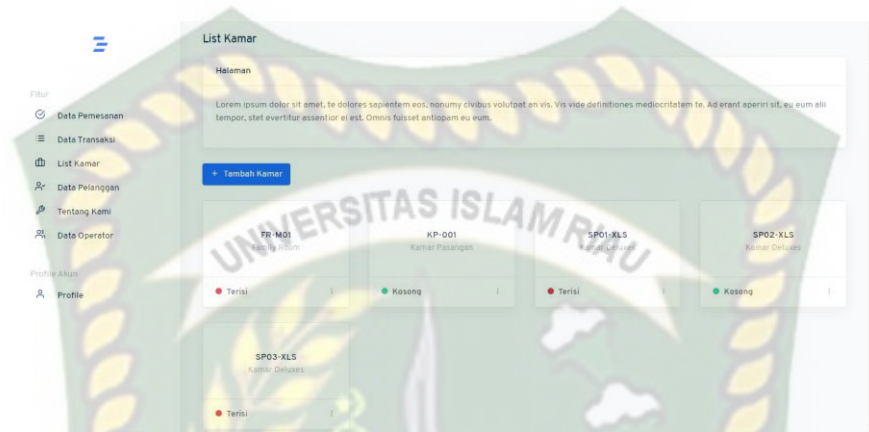 List Kamar
Halaman
Lorem ipsum dolor sit amet, te dolores sapientem eos, nonumy civibus volutpat an vis. Vis vide definitiones mediocritatem te. Ad erant aperiri sit, eu eum alii
tempor, stet evertitur assentior ei est. Omnis fuisset antiopam eu eum.
Fitur
Data Pemesanan
Data Transaksi
List Kamar
Data Pelanggan
Tentang Kami
Data Operator
Profile Akun
Profile
+ Tambah Kamar
UNIVERSITAS ISLAM RIAU
FR-M01
Family Room
Terisi
KP-001
Kamar Pasangan
Kosong
SP01-XLS
Kamar Deluxes
Terisi
SP02-XLS
Kamar Deluxes
Kosong
SP03-XLS
Kamar Deluxes
Terisi